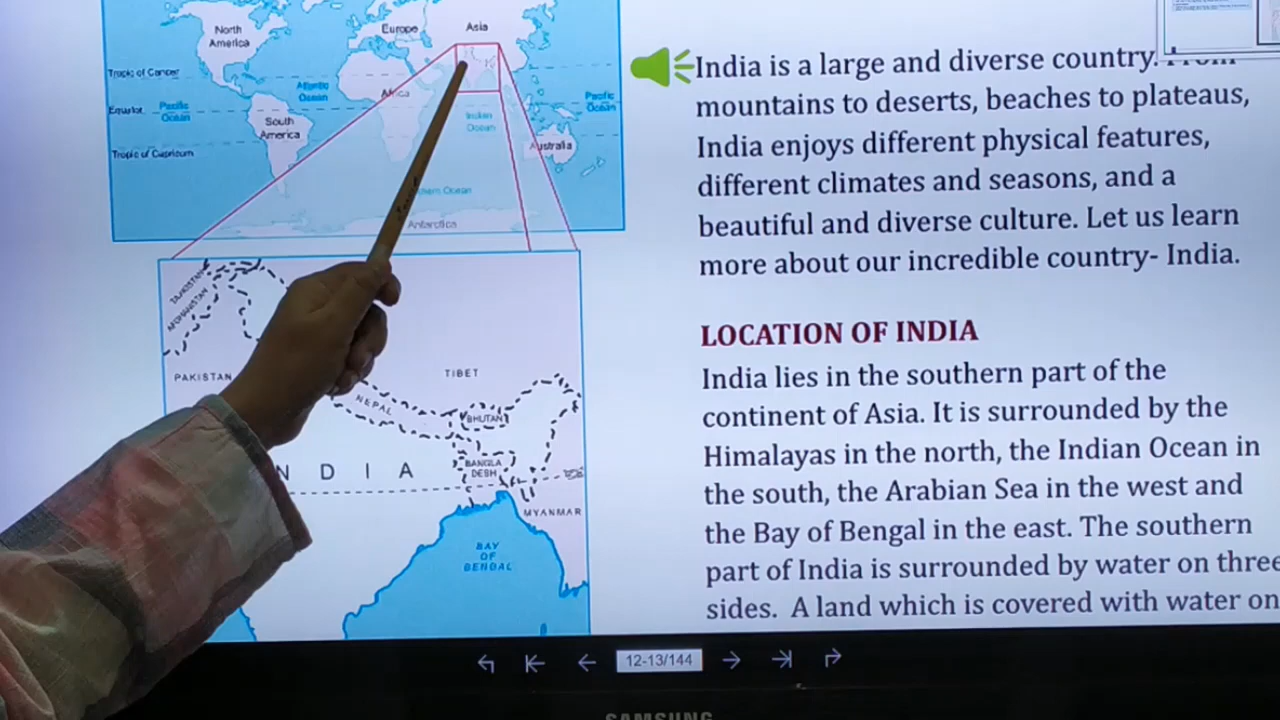 North
America
Europe
Asia
Tropic of Cancer
Atlantic
Ocean
Africa
Equator
Pacific
Ocean
Pacific
Ocean
South
America
Indian
Ocean
Australia
Tropic of Capricorn
Ocean
Antarctica
TAJIKISTAN
AFGHANISTAN
PAKISTAN
TIBET
NEPAL
BHUTAN
N D I A
BANGLA
DESH
MYANMAR
BAY
OF
BENGAL
India is a large and diverse country. From
mountains to deserts, beaches to plateaus,
India enjoys different physical features,
different climates and seasons, and a
beautiful and diverse culture. Let us learn
more about our incredible country- India.
LOCATION OF INDIA
India lies in the southern part of the
continent of Asia. It is surrounded by the
Himalayas in the north, the Indian Ocean in
the south, the Arabian Sea in the west and
the Bay of Bengal in the east. The southern
part of India is surrounded by water on three
sides. A land which is covered with water on
12-13/144
SAMSUNG